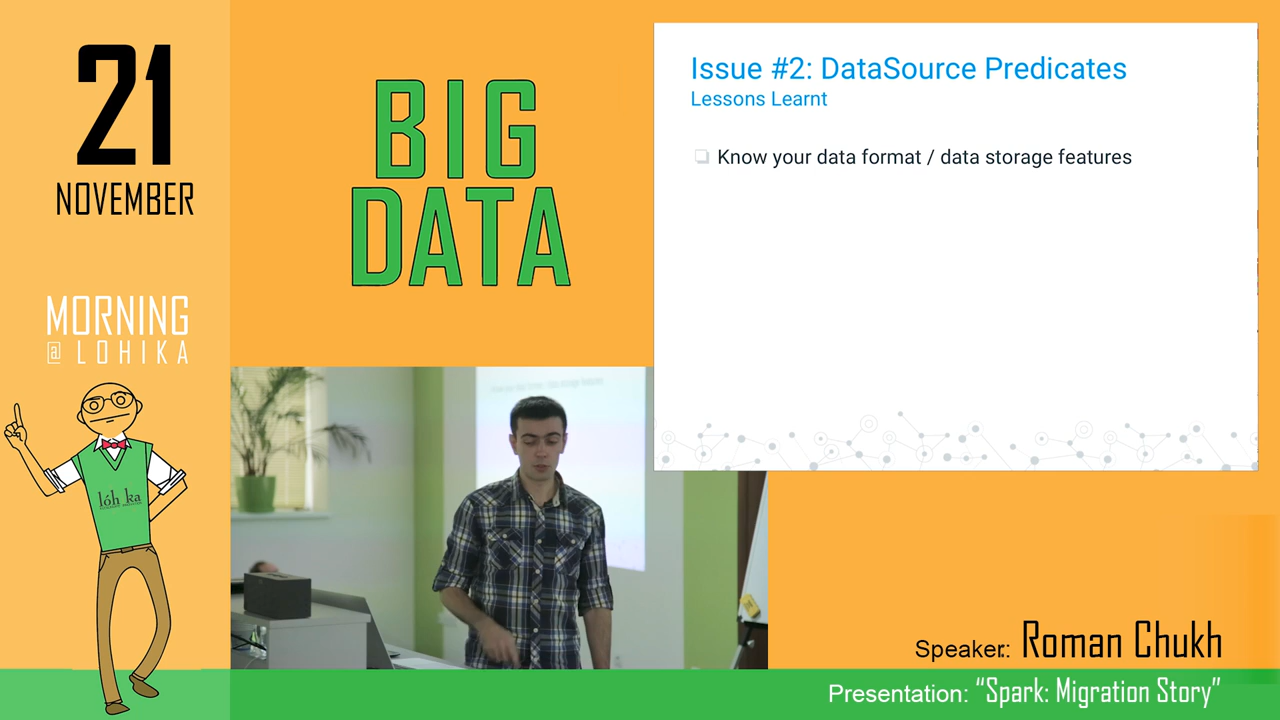 21
NOVEMBER
MORNING
@ LOHIKA
lóh ka
BIG
DATA
Issue #2: DataSource Predicates
Lessons Learnt
Know your data format / data storage features
Speaker: Roman Chukh
Presentation: “Spark: Migration Story”